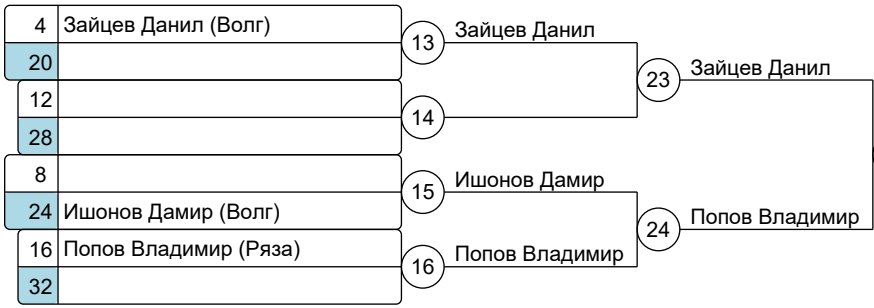 4 Зайцев Данил (Волг)
20
12
28
8
24 Ишонов Дамир (Волг)
16 Попов Владимир (Ряза)
32
13 Зайцев Данил
14
15 Ишонов Дамир
16 Попов Владимир
23 Зайцев Данил
24 Попов Владимир